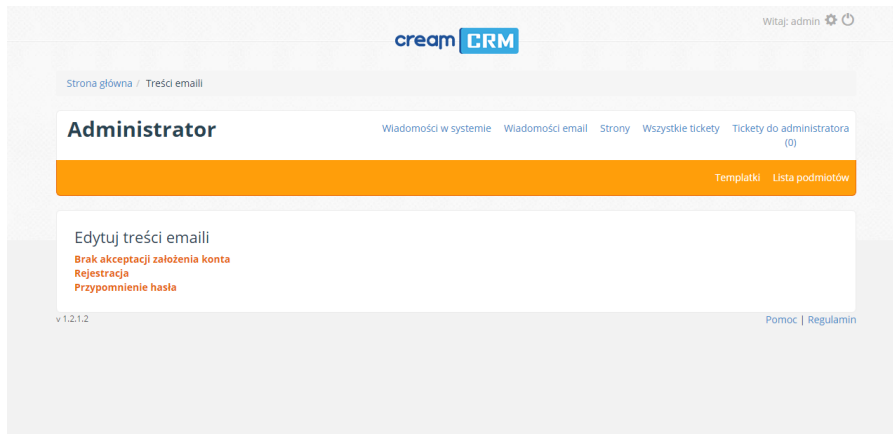 Witaj: admin
cream CRM
Strona główna / Treści emaili
Administrator
Wiadomości w systemie Wiadomości email Strony Wszystkie tickety Tickety do administratora
(0)
Templatki Lista podmiotów
Edytuj treści emaili
Brak akceptacji założenia konta
Rejestracja
Przypomnienie hasła
v 1.2.1.2
Pomoc | Regulamin